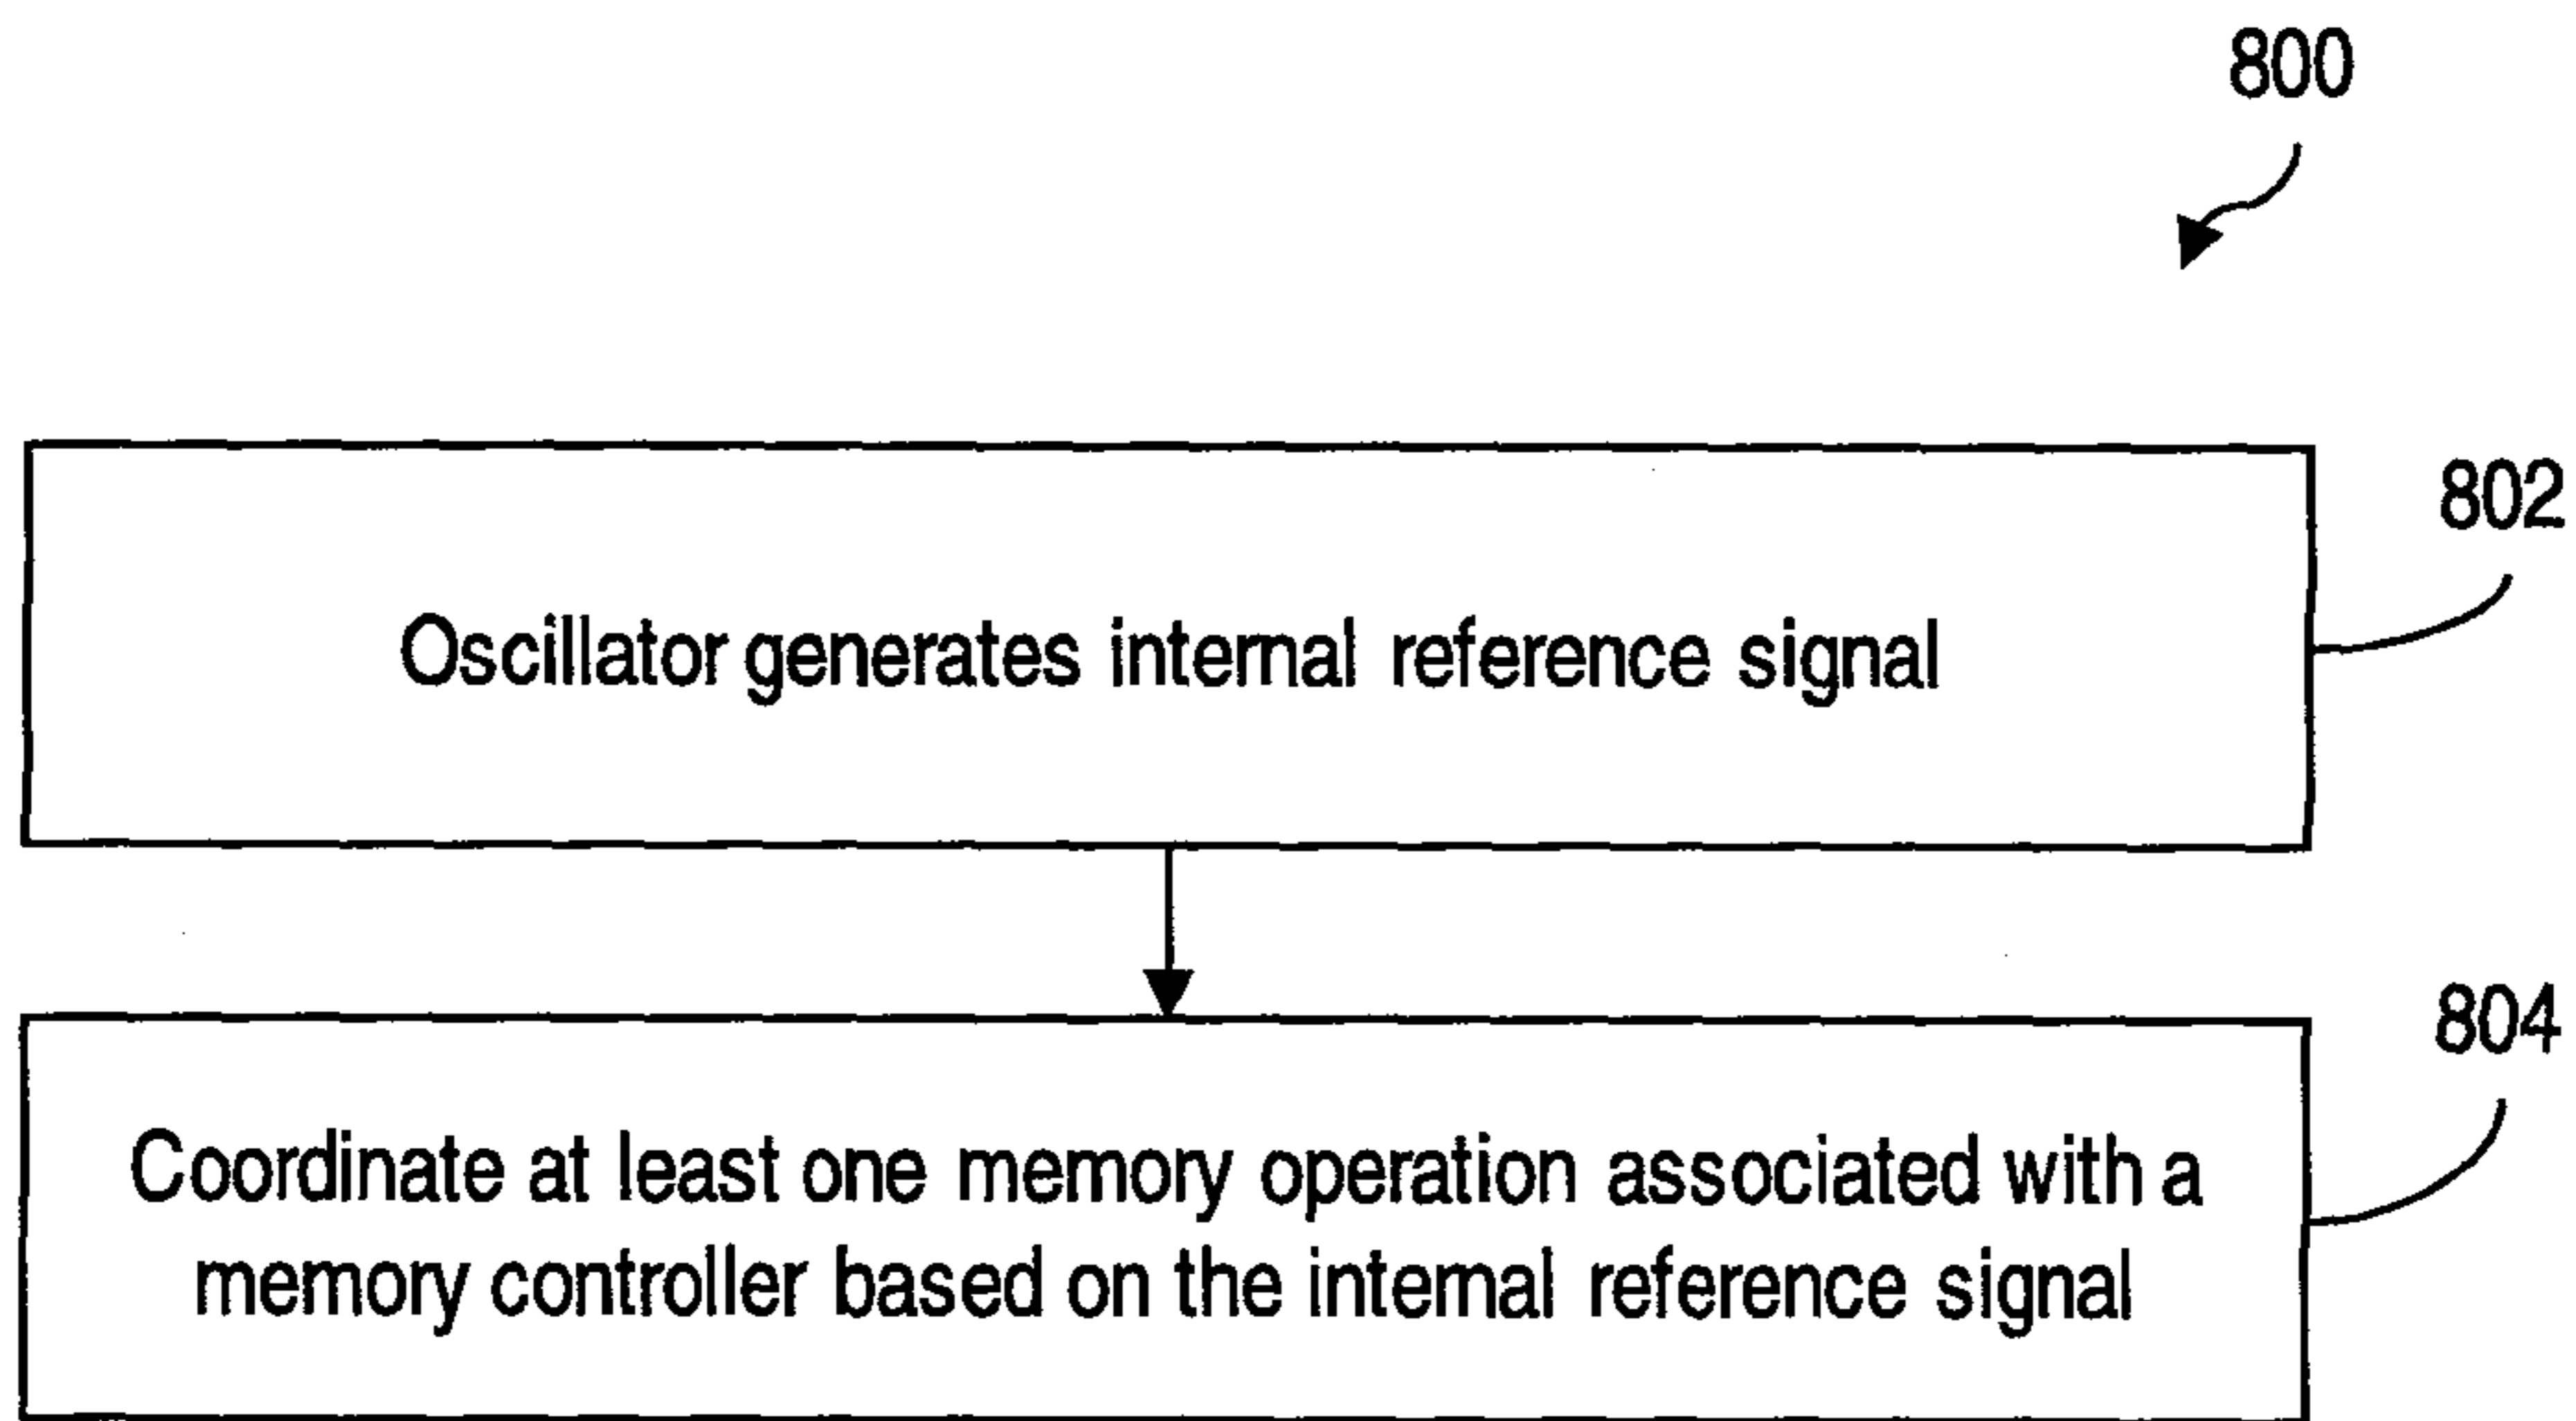 800
802
Oscillator generates internal reference signal
804
Coordinate at least one memory operation associated with a
memory controller based on the internal reference signal